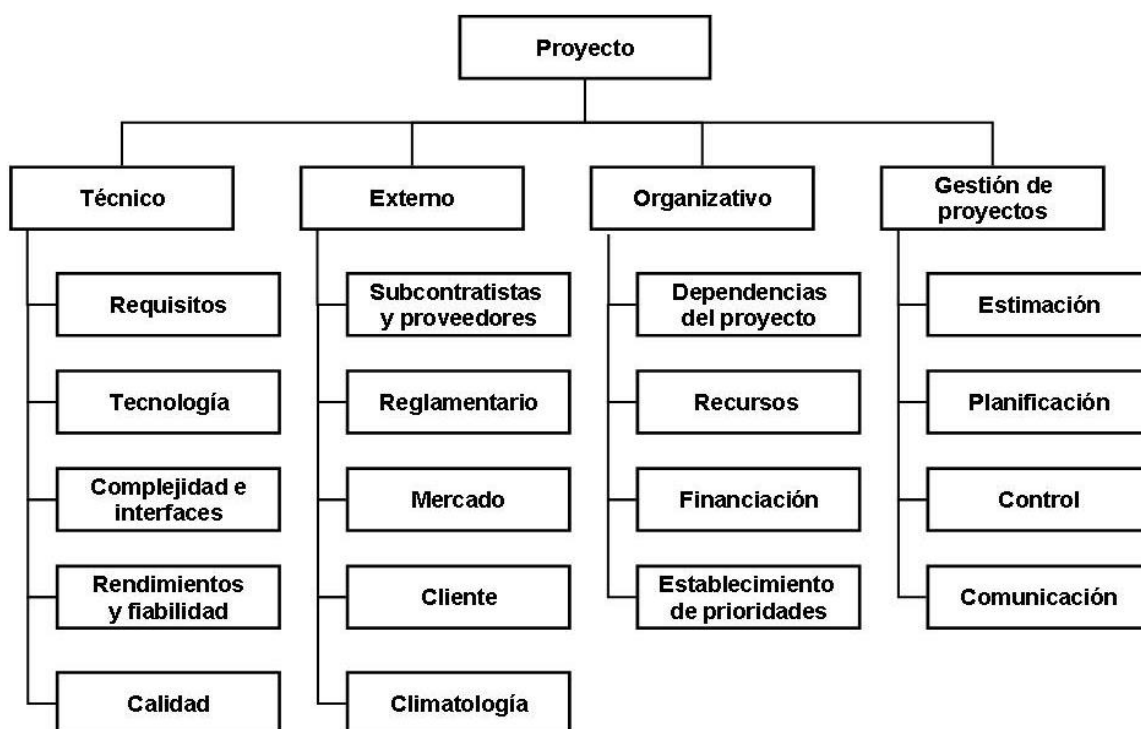 Proyecto
Técnico
Externo
Organizativo
Gestión de
proyectos
Requisitos
Tecnología
Complejidad e
interfaces
Rendimientos
y fiabilidad
Calidad
Subcontratistas
y proveedores
Reglamentario
Mercado
Cliente
Climatología
Dependencias
del proyecto
Recursos
Financiación
Establecimiento
de prioridades
Estimación
Planificación
Control
Comunicación